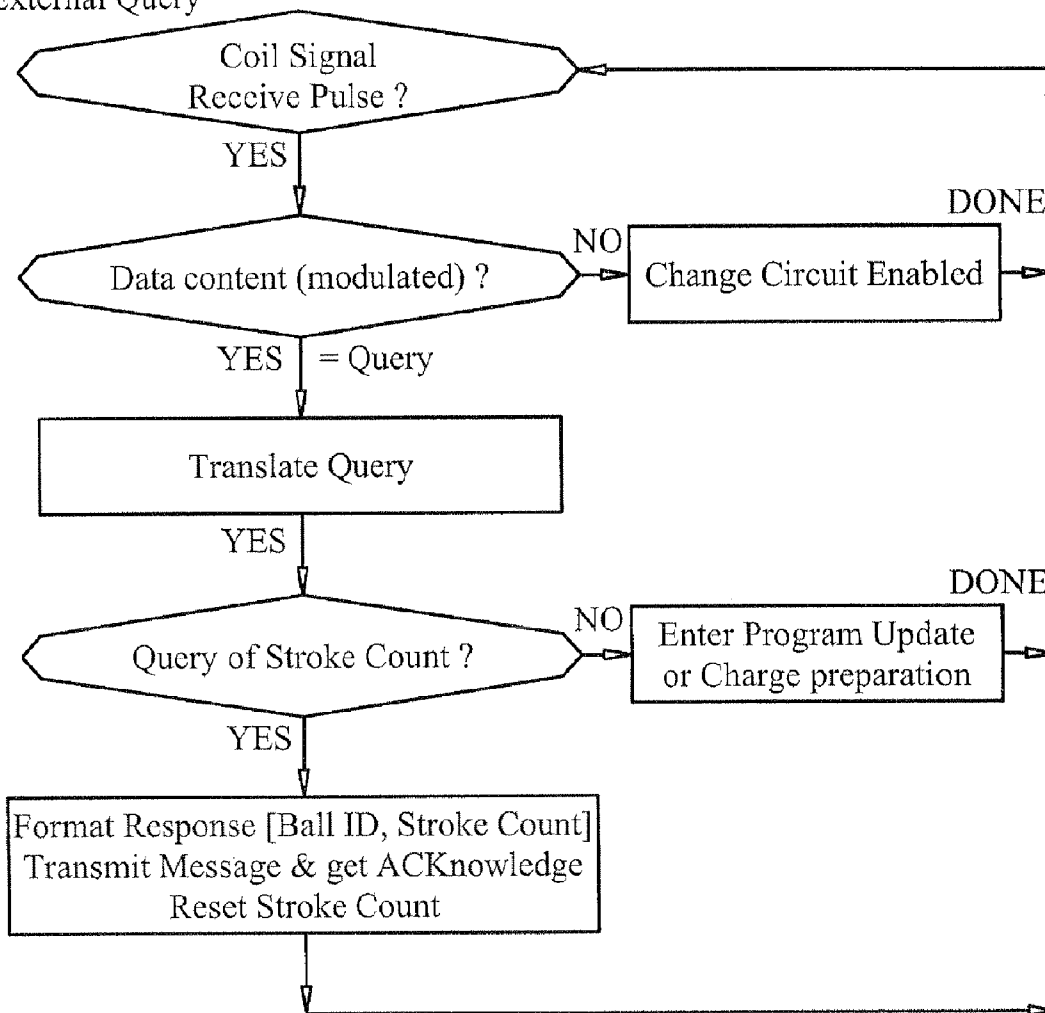 External Query
Coil Signal
Receive Pulse ?
YES
DONE
NO
Data content (modulated) ?
Change Circuit Enabled
YES = Query
Translate Query
YES
DONE
NO
Query of Stroke Count ?
Enter Program Update
or Charge preparation
YES
Format Response [Ball ID, Stroke Count]
Transmit Message & get ACKnowledge
Reset Stroke Count